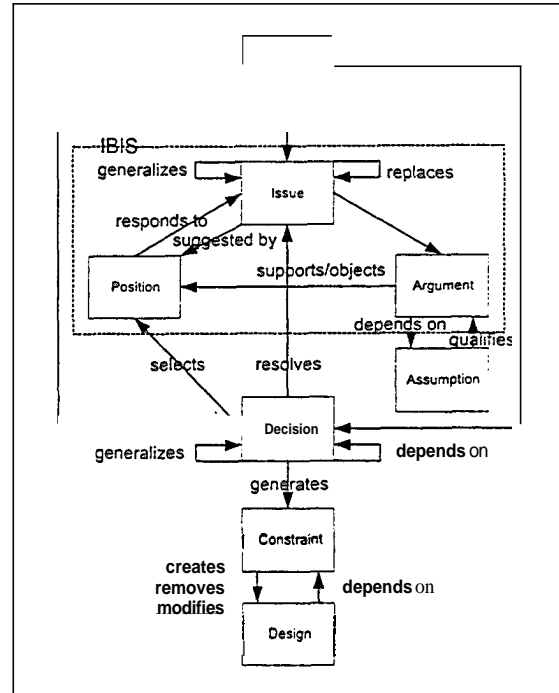 IBIS
generalizes
replaces
Issue
responds to
suggested by
supports/objects
Position
Argument
depends on
qualifies
selects
resolves
Assumption
Decision
generalizes
depends on
generates
Constraint
creates
removes
modifies
depends on
Design